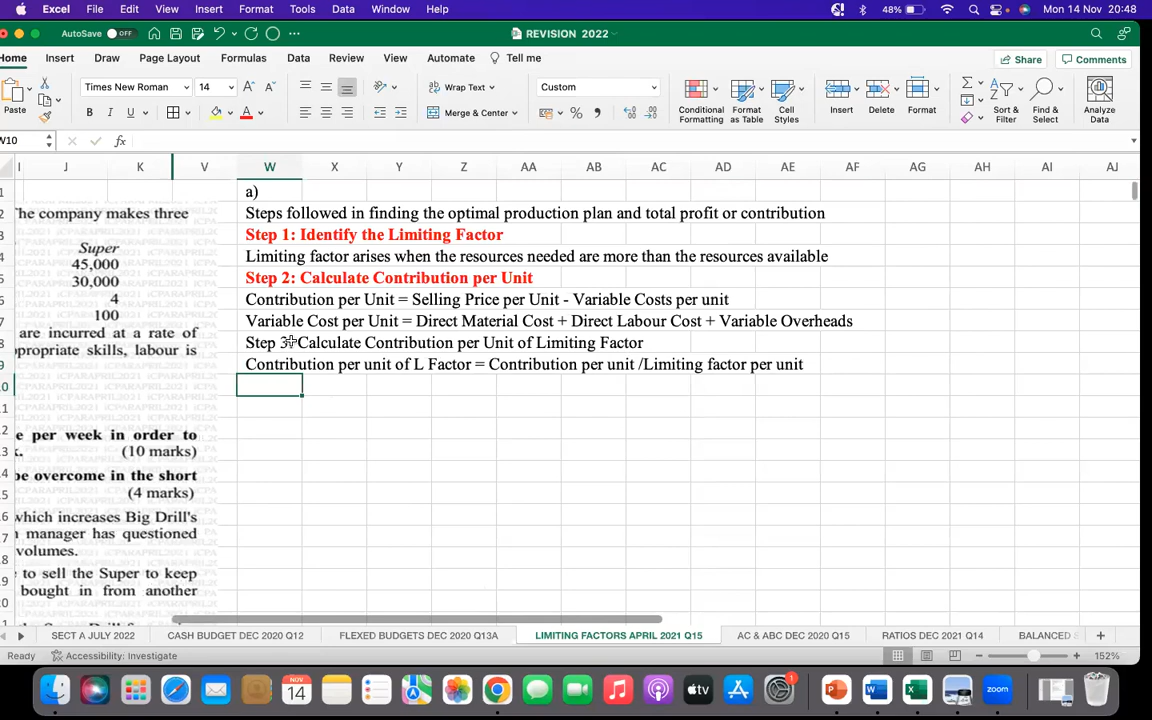 Excel File Edit View Insert Format Tools Data Window Help 48% Mon 14 Nov 20:48
AutoSave OFF REVISION 2022
Home Insert Draw Page Layout Formulas Data Review View Automate Tell me Share Comments
Paste Times New Roman 14 Wrap Text Custom
B I U Merge & Center Conditional Formatting Format as Table Cell Styles Insert Delete Format Sort & Filter Find & Select Analyze Data
W10 fx
I J K V W X Y Z AA AB AC AD AE AF AG AH AI AJ
a)
he company makes three Steps followed in finding the optimal production plan and total profit or contribution
Step 1: Identify the Limiting Factor
Super
45,000 Limiting factor arises when the resources needed are more than the resources available
30,000 Step 2: Calculate Contribution per Unit
4 Contribution per Unit = Selling Price per Unit - Variable Costs per unit
100 Variable Cost per Unit = Direct Material Cost + Direct Labour Cost + Variable Overheads
are incurred at a rate of Step 3 Calculate Contribution per Unit of Limiting Factor
propriate skills, labour is Contribution per unit of L Factor = Contribution per unit /Limiting factor per unit
e per week in order to
(10 marks)
be overcome in the short
(4 marks)
which increases Big Drill's
manager has questioned
volumes.
to sell the Super to keep
bought in from another
SECT A JULY 2022 CASH BUDGET DEC 2020 Q12 FLEXED BUDGETS DEC 2020 Q13A LIMITING FACTORS APRIL 2021 Q15 AC & ABC DEC 2020 Q15 RATIOS DEC 2021 Q14 BALANCED
Ready Accessibility: Investigate 152%
NOV
14
tv
zoom